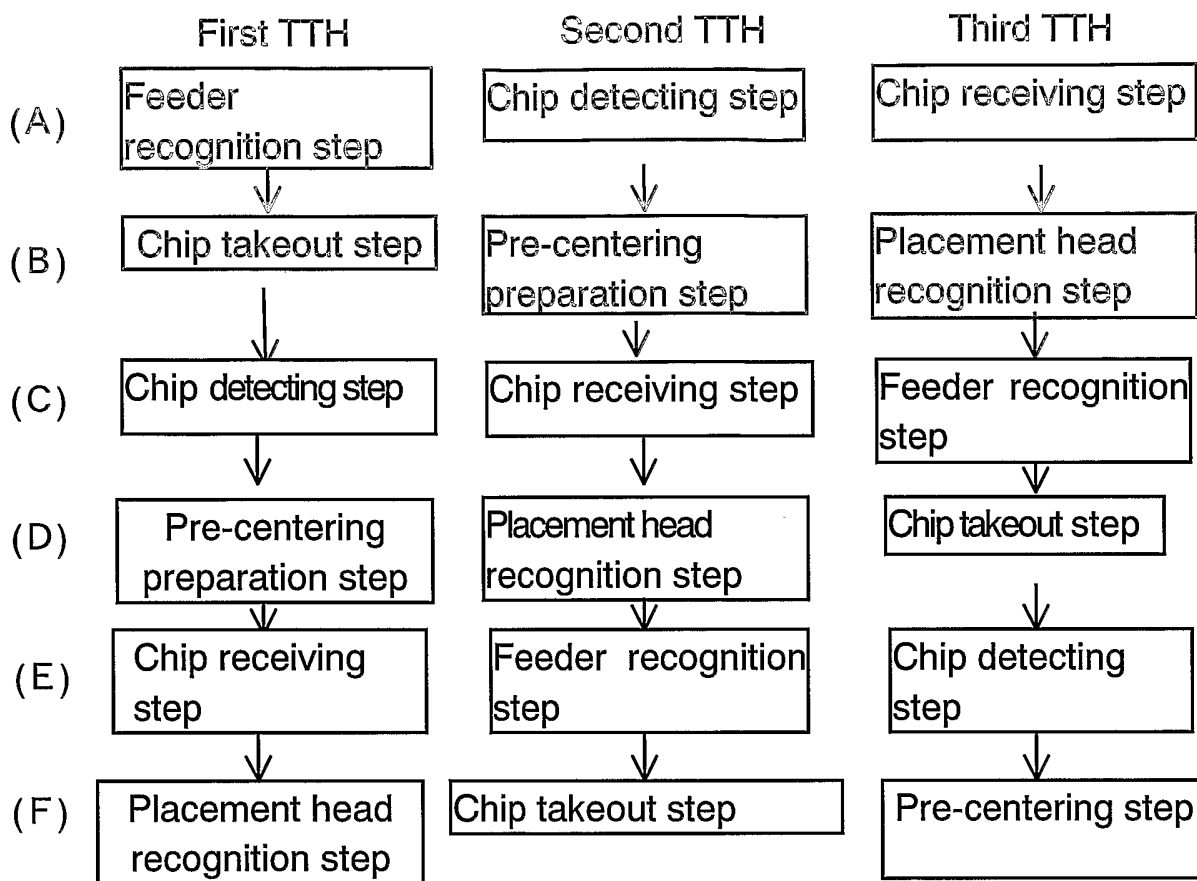 First TTH Second TTH Third TTH
(A)
Feeder
recognition step
Chip detecting step
Chip receiving step
(B)
Chip takeout step
Pre-centering
preparation step
Placement head
recognition step
(C)
Chip detecting step
Chip receiving step
Feeder recognition
step
(D)
Pre-centering
preparation step
Placement head
recognition step
Chip takeout step
(E)
Chip receiving
step
Feeder recognition
step
Chip detecting
step
(F)
Placement head
recognition step
Chip takeout step
Pre-centering step